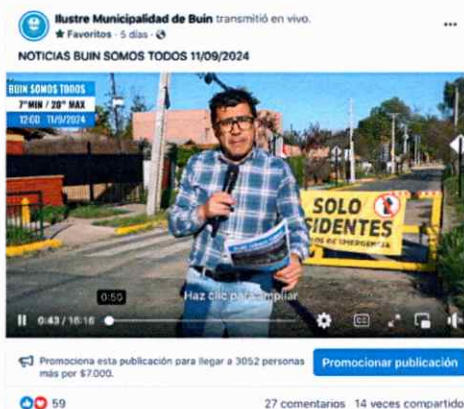 Ilustre Municipalidad de Buin transmitió en vivo.
Favoritos · 5 días ·
NOTICIAS BUIN SOMOS TODOS 11/09/2024
BUIN SOMOS TODOS
7°MIN / 20° MAX
12:00 11/9/2024
SOLO
SIDENTES
DE EMERGENCIA
0:50
Haz clic para ampliar
0:43 / 16:16
CC
Promociona esta publicación para llegar a 3052 personas
más por $7.000.
Promocionar publicación
59
27 comentarios 14 veces compartido